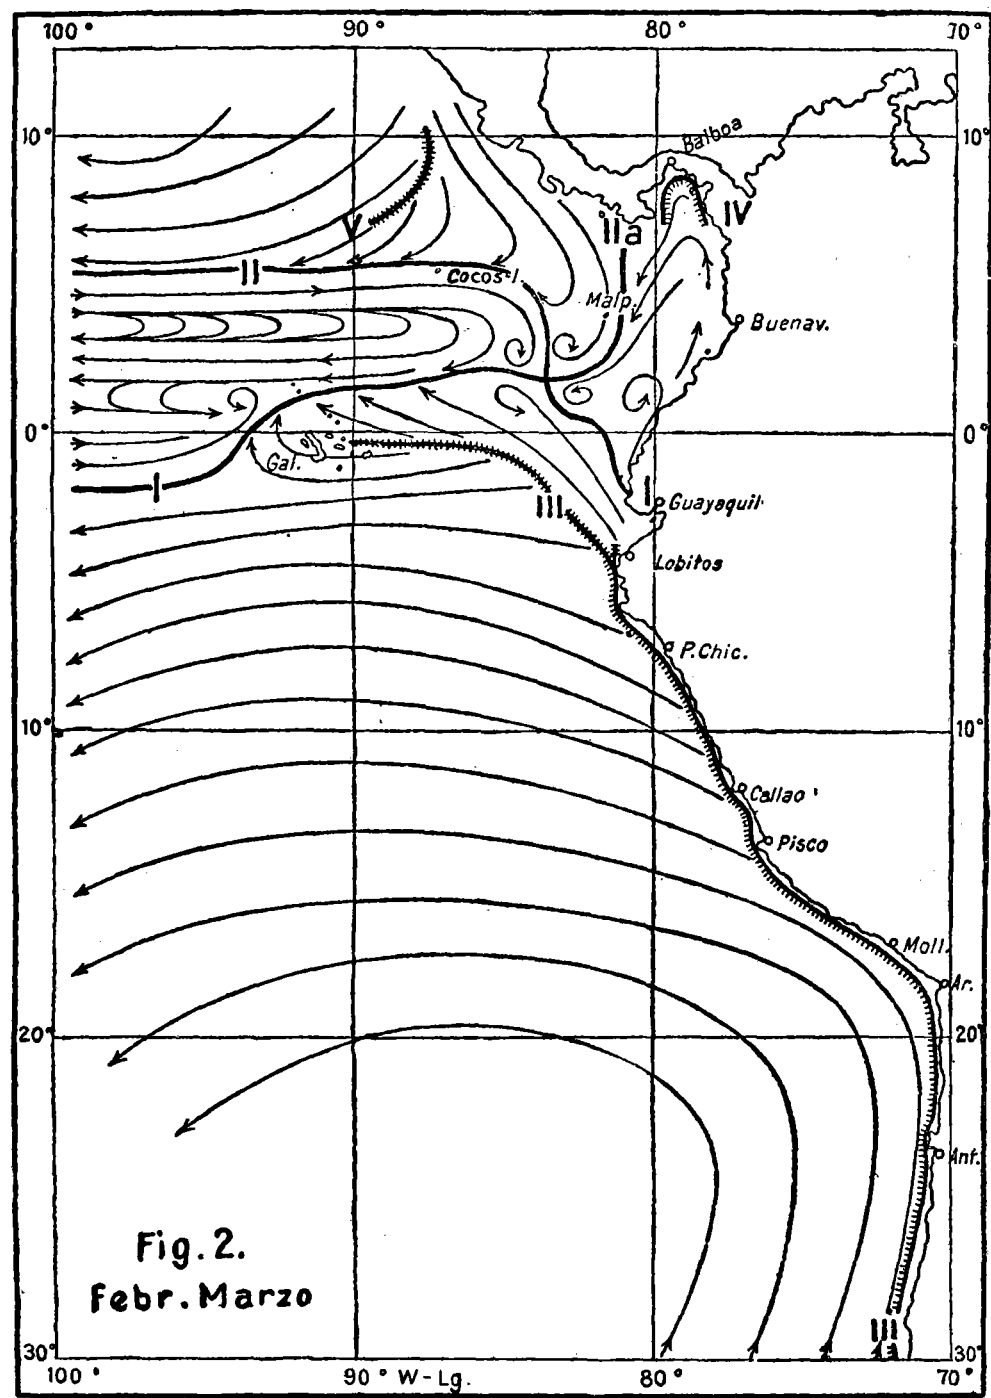 100° 90° 80° 70°
10° 10°
Balboa
V IIa IV
II
Cocos-I.
Malp.
Buenav.
0° 0°
Gal.
I I
III Guayaquil
Lobitos
P.Chic.
10° 10°
Callao
Pisco
Moll.
Ar.
20° 20°
Ant.
Fig. 2.
Febr. Marzo
III
30° 30°
100° 90° W-Lg. 80° 70°